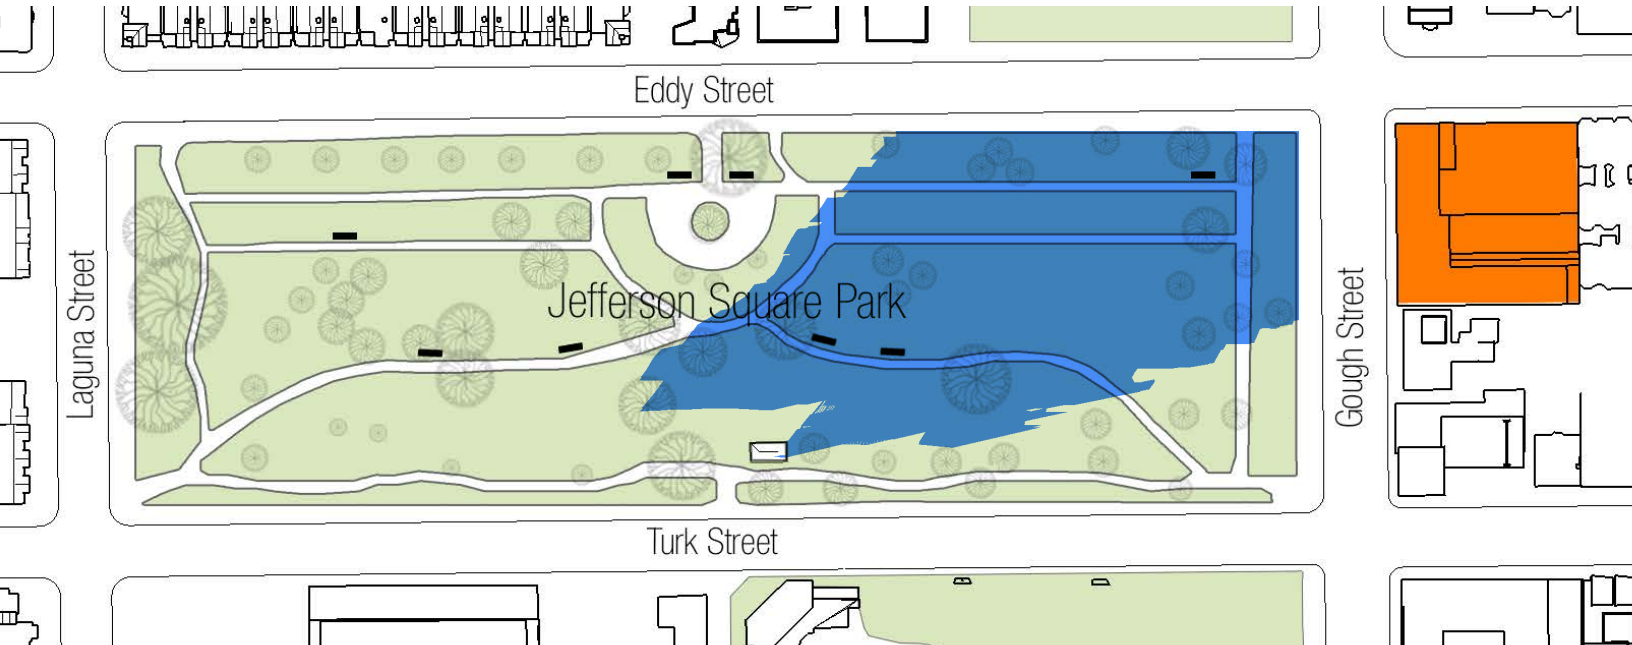 Eddy Street
Laguna Street
Jefferson Square Park
Gough Street
Turk Street